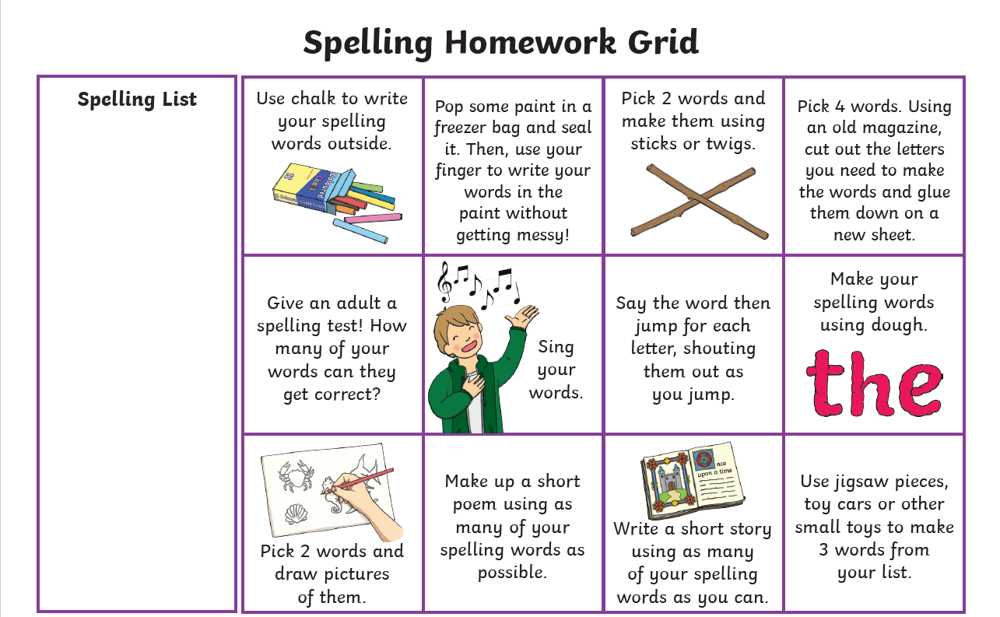 Spelling Homework Grid
Spelling List
Use chalk to write
your spelling
words outside.
12
Coloured
Chalk
12 Coloured
Chalk Sticks
Pop some paint in a
freezer bag and seal
it. Then, use your
finger to write your
words in the
paint without
getting messy!
Pick 2 words and
make them using
sticks or twigs.
Pick 4 words. Using
an old magazine,
cut out the letters
you need to make
the words and glue
them down on a
new sheet.
Give an adult a
spelling test! How
many of your
words can they
get correct?
Sing
your
words.
Say the word then
jump for each
letter, shouting
them out as
you jump.
Make your
spelling words
using dough.
the
Pick 2 words and
draw pictures
of them.
Make up a short
poem using as
many of your
spelling words as
possible.
nce
upon a time
Write a short story
using as many
of your spelling
words as you can.
Use jigsaw pieces,
toy cars or other
small toys to make
3 words from
your list.